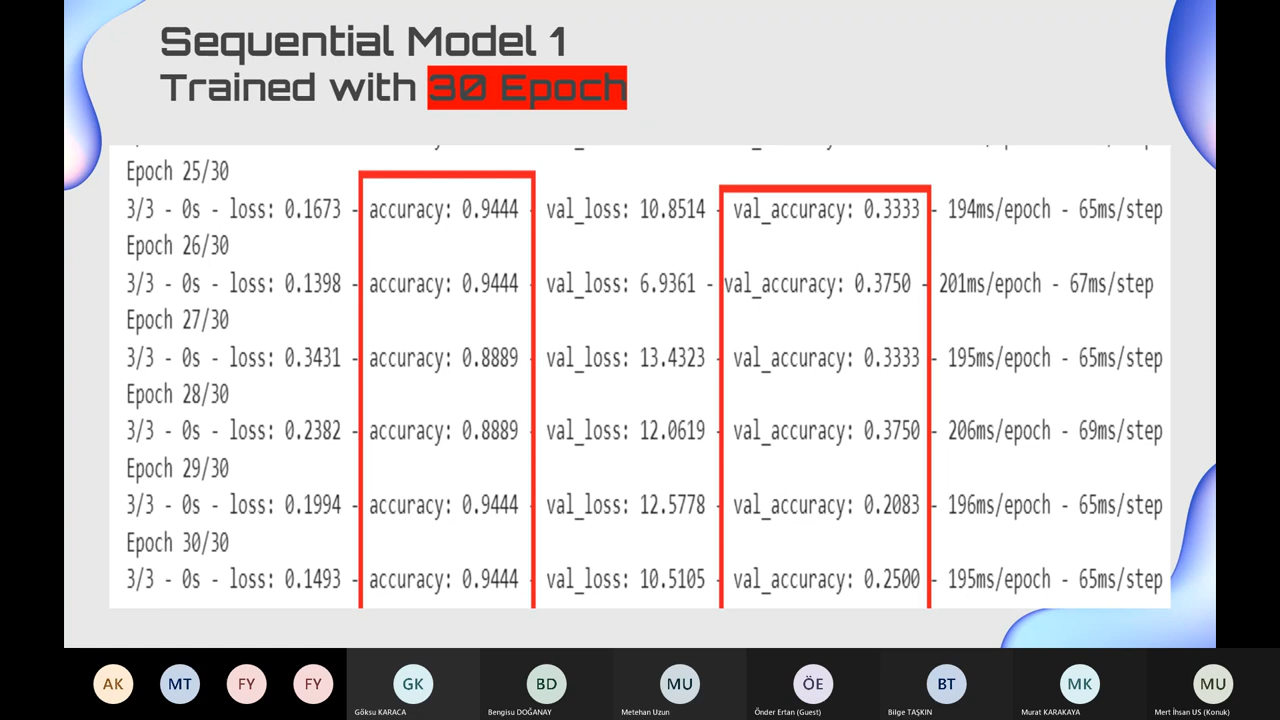 Sequential Model 1
Trained with 30 Epoch
Epoch 25/30
3/3 - 0s - loss: 0.1673 - accuracy: 0.9444 - val_loss: 10.8514 - val_accuracy: 0.3333 - 194ms/epoch - 65ms/step
Epoch 26/30
3/3 - 0s - loss: 0.1398 - accuracy: 0.9444 - val_loss: 6.9361 - val_accuracy: 0.3750 - 201ms/epoch - 67ms/step
Epoch 27/30
3/3 - 0s - loss: 0.3431 - accuracy: 0.8889 - val_loss: 13.4323 - val_accuracy: 0.3333 - 195ms/epoch - 65ms/step
Epoch 28/30
3/3 - 0s - loss: 0.2382 - accuracy: 0.8889 - val_loss: 12.0619 - val_accuracy: 0.3750 - 206ms/epoch - 69ms/step
Epoch 29/30
3/3 - 0s - loss: 0.1994 - accuracy: 0.9444 - val_loss: 12.5778 - val_accuracy: 0.2083 - 196ms/epoch - 65ms/step
Epoch 30/30
3/3 - 0s - loss: 0.1493 - accuracy: 0.9444 - val_loss: 10.5105 - val_accuracy: 0.2500 - 195ms/epoch - 65ms/step
AK MT FY FY GK BD MU ÖE BT MK MU
Göksu KARACA Bengisu DOĞANAY Metehan Uzun Önder Ertan (Guest) Bilge TAŞKIN Murat KARAKAYA Mert İhsan US (Konuk)